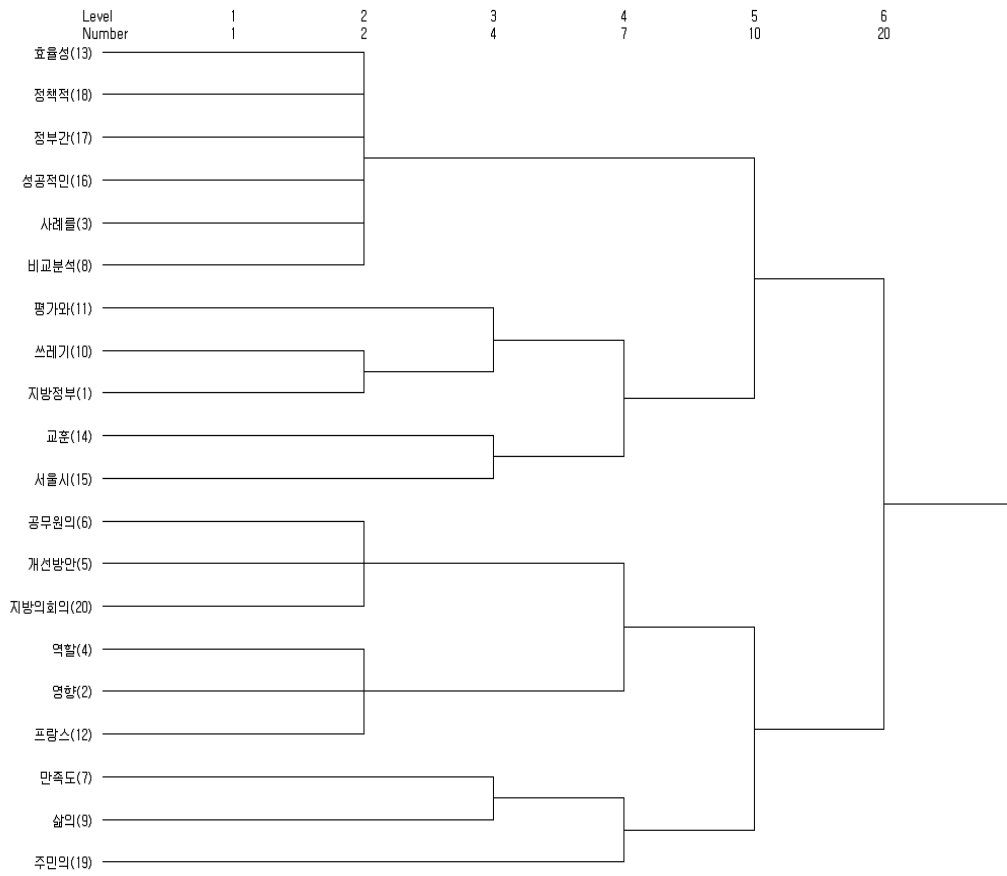 Level 1 2 3 4 5 6
Number 1 2 4 7 10 20
효율성(13)
정책적(18)
정부간(17)
성공적인(16)
사례를(3)
비교분석(8)
평가와(11)
쓰레기(10)
지방정부(1)
교훈(14)
서울시(15)
공무원의(6)
개선방안(5)
지방의회의(20)
역할(4)
영향(2)
프랑스(12)
만족도(7)
삶의(9)
주민의(19)